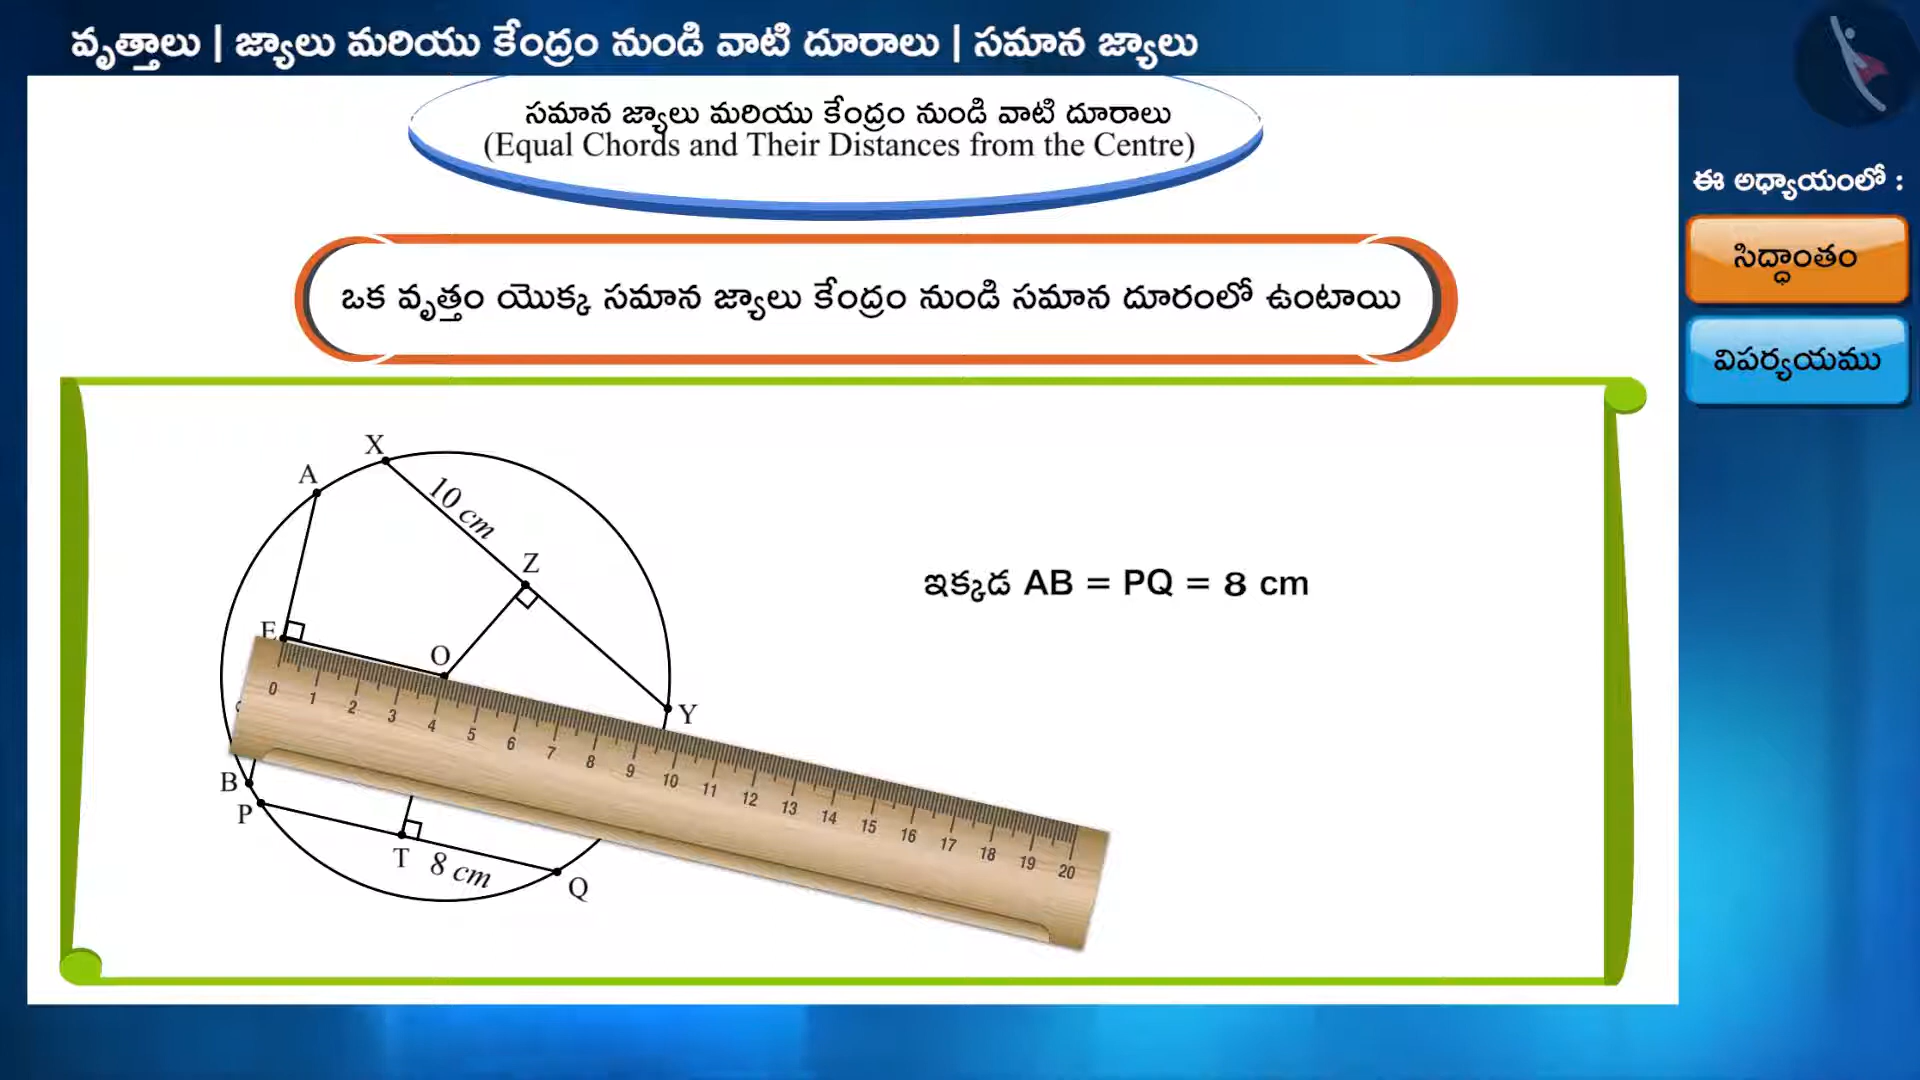 వృత్తాలు | జ్యాలు మరియు కేంద్రం నుండి వాటి దూరాలు | సమాన జ్యాలు
సమాన జ్యాలు మరియు కేంద్రం నుండి వాటి దూరాలు
(Equal Chords and Their Distances from the Centre)
ఈ అధ్యాయంలో :
సిద్ధాంతం
విపర్యయము
ఒక వృత్తం యొక్క సమాన జ్యాలు కేంద్రం నుండి సమాన దూరంలో ఉంటాయి
X
A
10 cm
Z
ఇక్కడ AB = PQ = 8 cm
E
O
Y
0 1 2 3 4 5 6 7 8 9 10 11 12 13 14 15 16 17 18 19 20
B
P
T
8 cm
Q